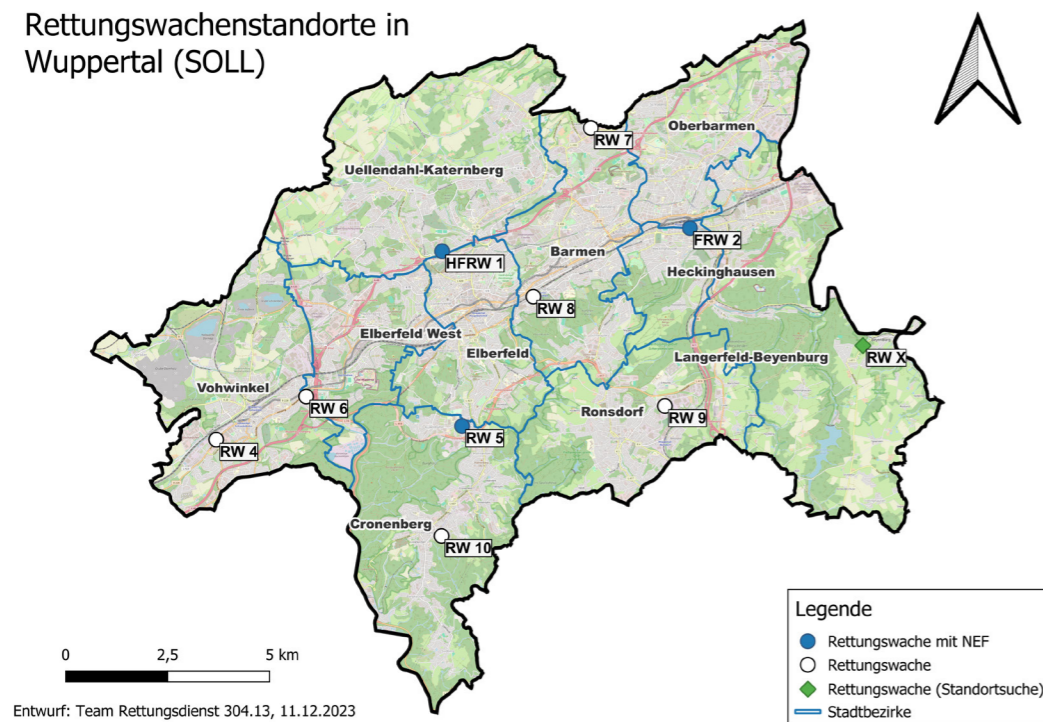 Rettungswachenstandorte in
Wuppertal (SOLL)
Oberbarmen
RW 7
Uellendahl-Katernberg
FRW 2
Barmen
HFRW 1
Heckinghausen
RW 8
Elberfeld West
Elberfeld
Langerfeld-Beyenburg
RW X
Vohwinkel
RW 6
Ronsdorf
RW 9
RW 5
RW 4
Cronenberg
RW 10
Legende
Rettungswache mit NEF
Rettungswache
Rettungswache (Standortsuche)
Stadtbezirke
0 2,5 5 km
Entwurf: Team Rettungsdienst 304.13, 11.12.2023